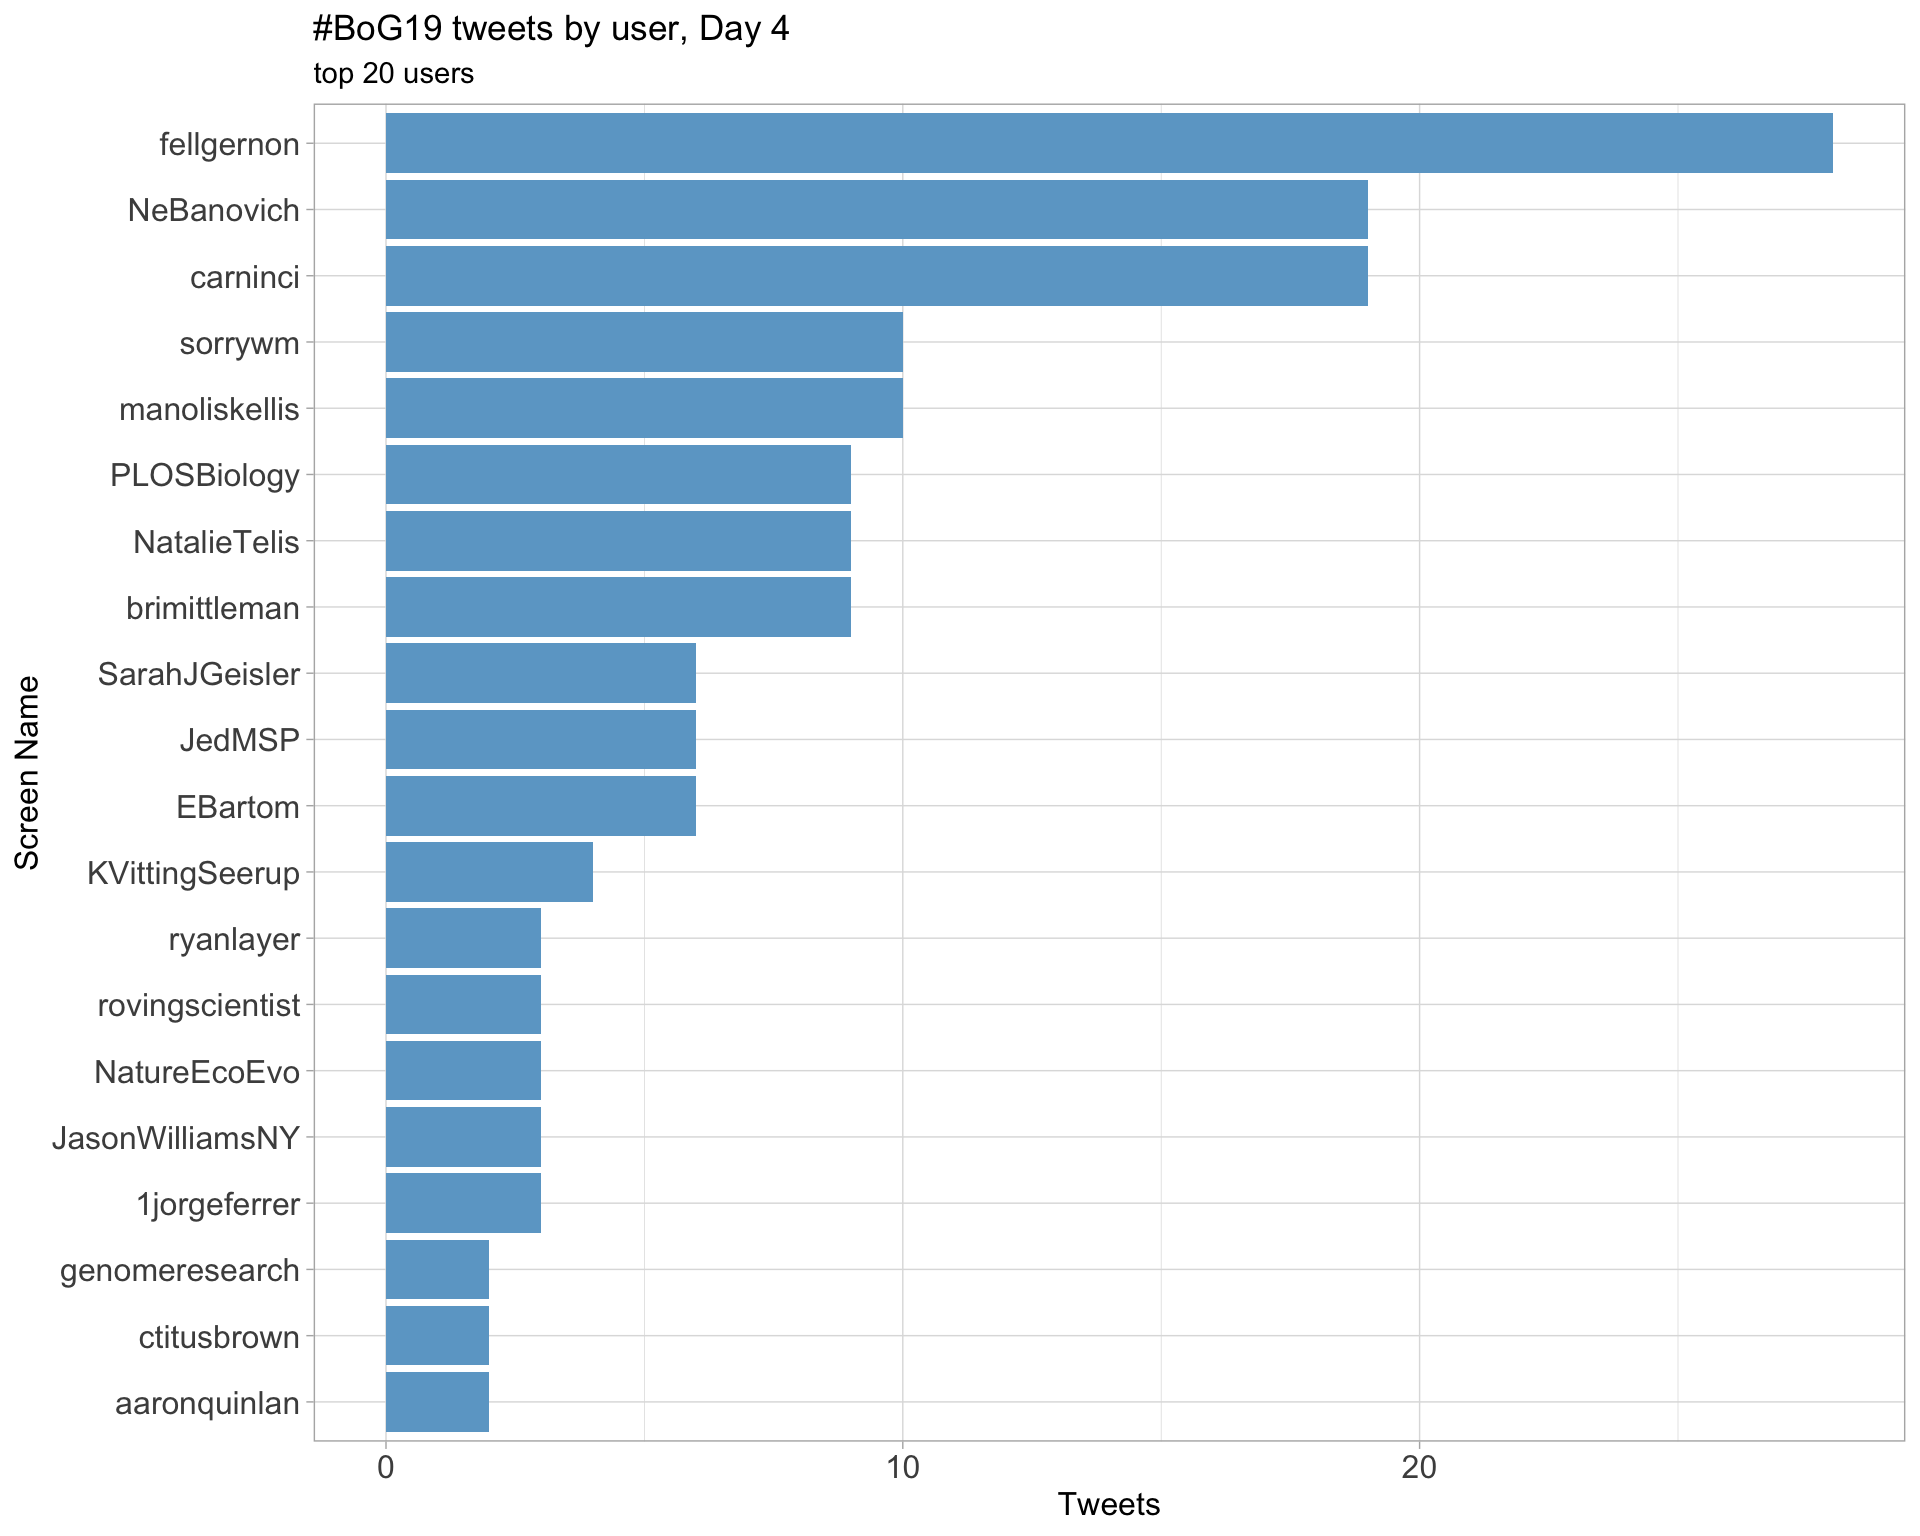 #BoG19 tweets by user, Day 4
top 20 users
fellgernon
NeBanovich
carninci
sorrywm
manoliskellis
PLOSBiology
NatalieTelis
brimittleman
SarahJGeisler
JedMSP
EBartom
KVittingSeerup
ryanlayer
rovingscientist
NatureEcoEvo
JasonWilliamsNY
1jorgeferrer
genomeresearch
ctitusbrown
aaronquinlan
Screen Name
0 10 20
Tweets